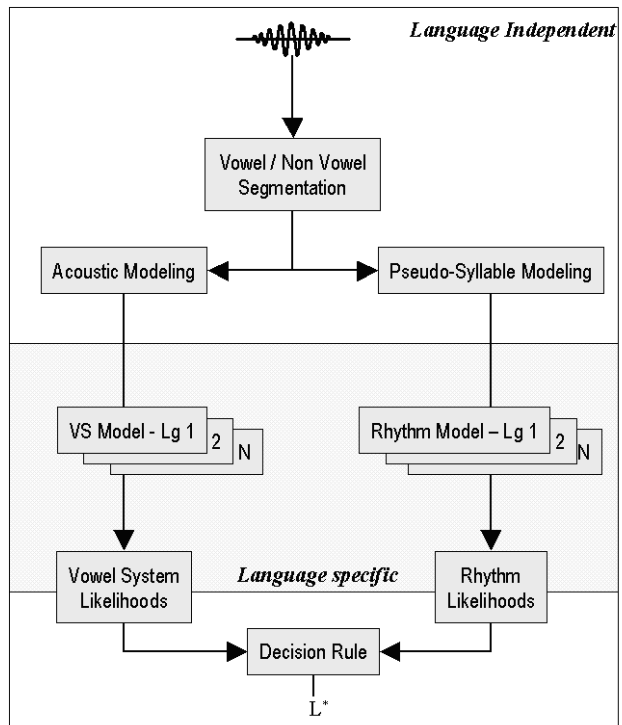 Language Independent
Vowel / Non Vowel
Segmentation
Acoustic Modeling
Pseudo-Syllable Modeling
VS Model - Lg 1
2
N
Rhythm Model – Lg 1
2
N
Vowel System
Likelihoods
Language specific
Rhythm
Likelihoods
Decision Rule
L*